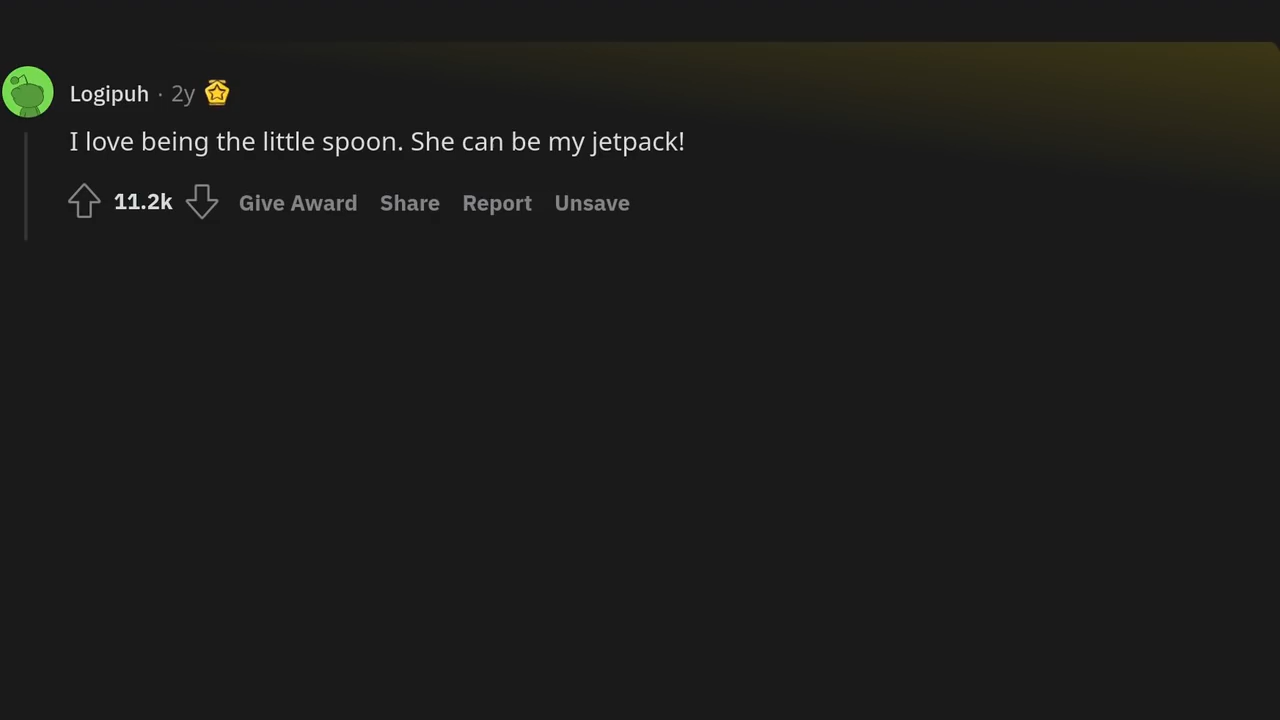 Logipuh · 2y
I love being the little spoon. She can be my jetpack!
11.2k Give Award Share Report Unsave